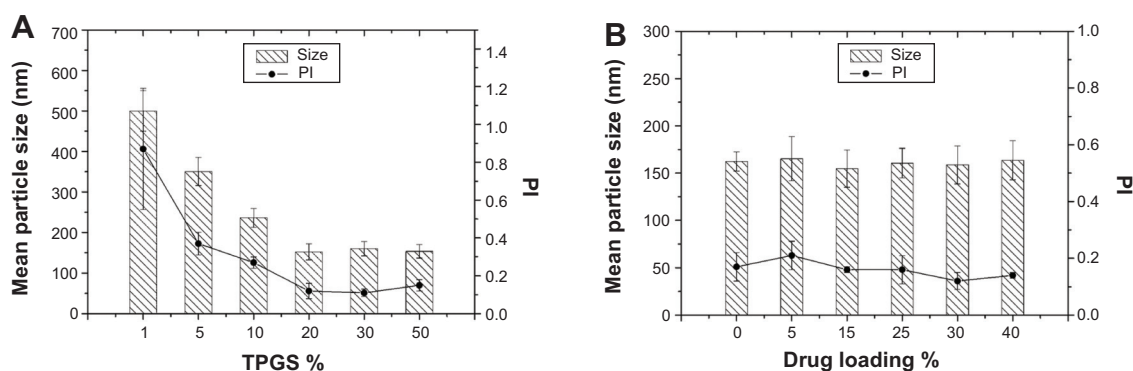 A
Mean particle size (nm)
700
600
500
400
300
200
100
0
Size
PI
1.4
1.2
1.0
0.8
0.6
0.4
0.2
0.0
PI
1 5 10 20 30 50
TPGS %
B
Mean particle size (nm)
300
250
200
150
100
50
0
Size
PI
1.0
0.8
0.6
0.4
0.2
0.0
PI
0 5 15 25 30 40
Drug loading %